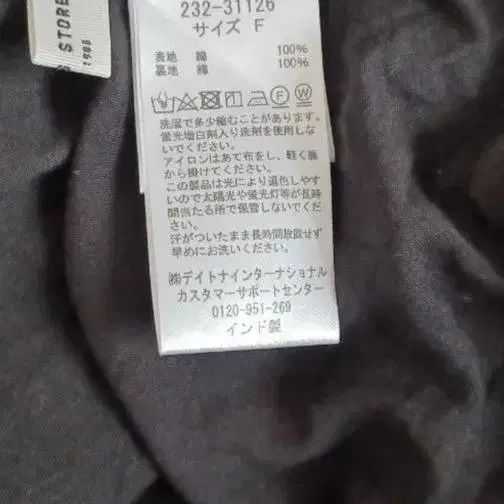 STORE
1986
232-31126
サイズ F
表地 綿 100%
裏地 綿 100%
F W
洗濯で多少縮むことがあります。
蛍光増白剤入り洗剤を使用しな
いでください。
アイロンはあて布をし、軽く裏
から掛けてください。
この製品は光により退色しやす
いので太陽光や蛍光灯等が長時
間当たる所で保管しないでくだ
さい。
汗がついたまま長時間放置せず
早めにお洗いください。
㈱デイトナインターナショナル
カスタマーサポートセンター
0120-951-269
インド製